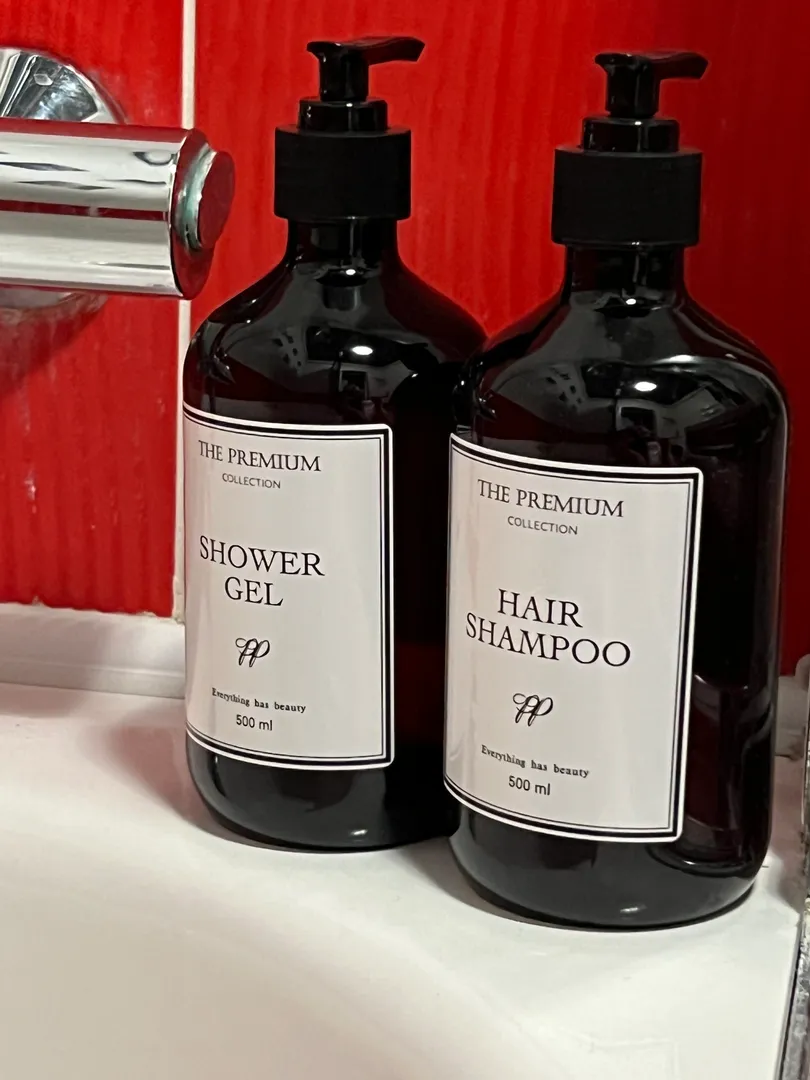 THE PREMIUM
COLLECTION
SHOWER
GEL
Everything has beauty
500 ml
THE PREMIUM
COLLECTION
HAIR
SHAMPOO
Everything has beauty
500 ml